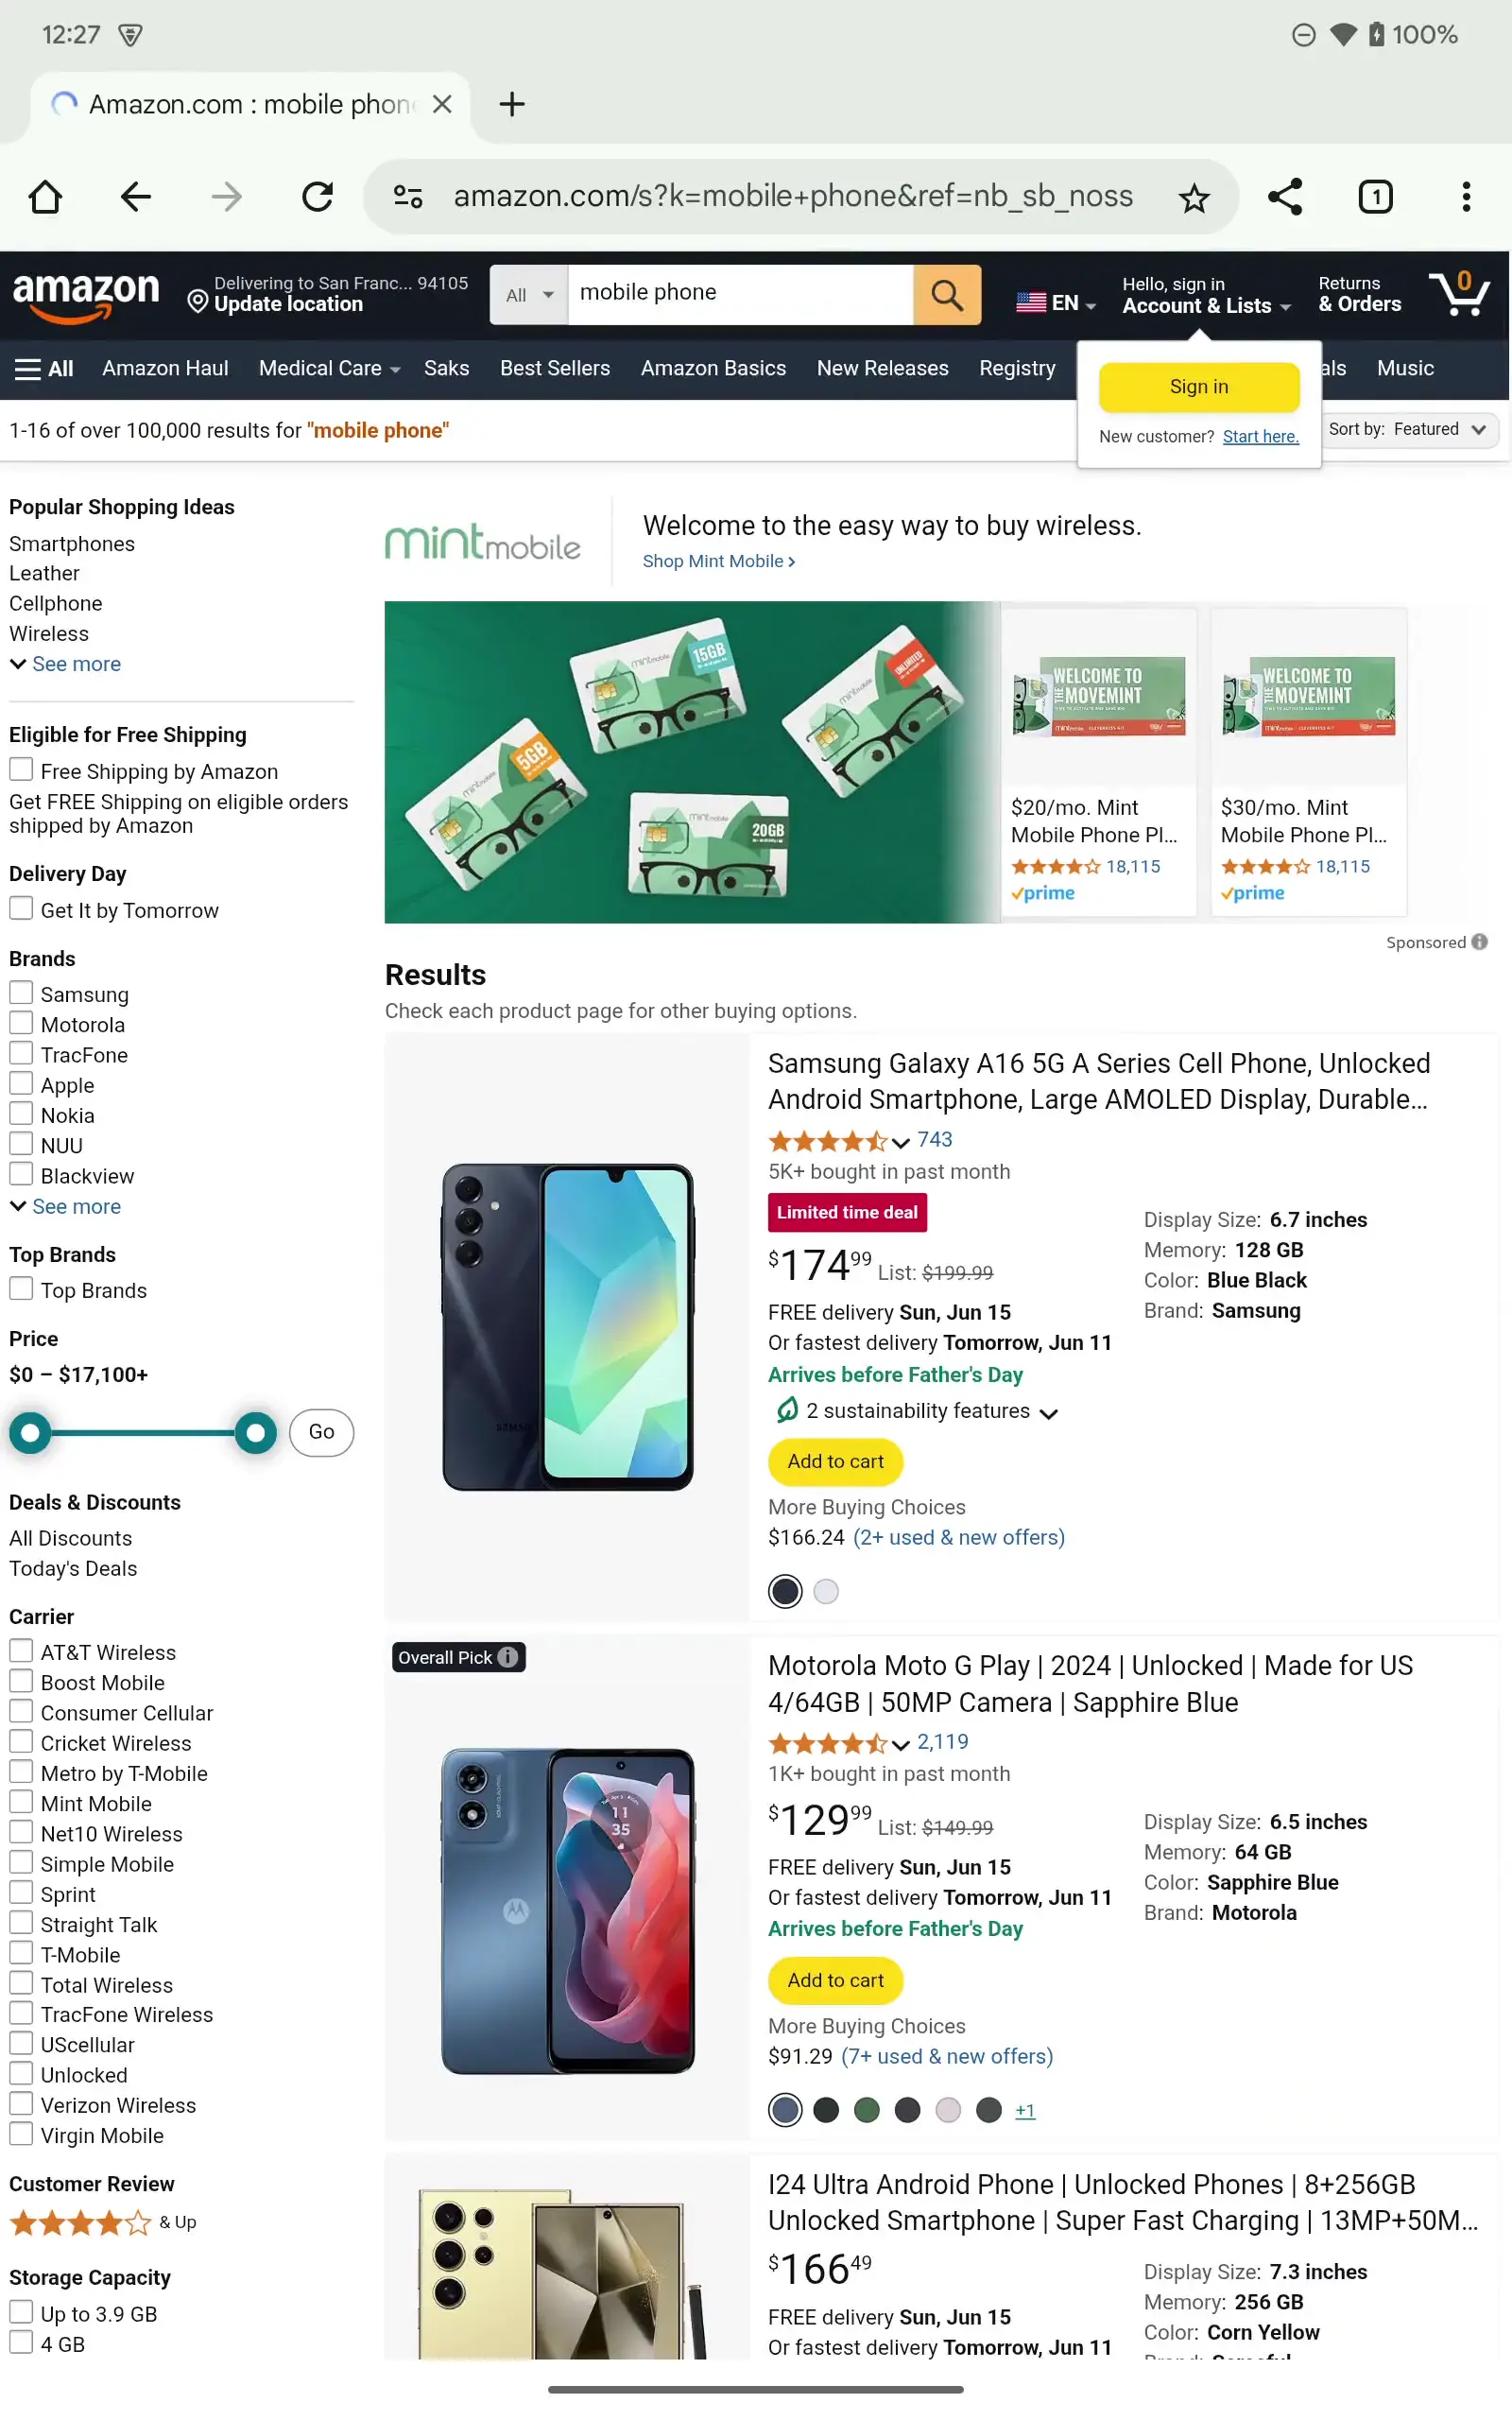 12:27
100%
Amazon.com : mobile phon
amazon.com/s?k=mobile+phone&ref=nb_sb_noss
1
amazon
Delivering to San Franc... 94105
Update location
All
mobile phone
EN
Hello, sign in
Account & Lists
Returns
& Orders
0
All
Amazon Haul
Medical Care
Saks
Best Sellers
Amazon Basics
New Releases
Registry
als
Music
Sign in
New customer? Start here.
1-16 of over 100,000 results for "mobile phone"
Sort by: Featured
Popular Shopping Ideas
Smartphones
Leather
Cellphone
Wireless
See more
Eligible for Free Shipping
Free Shipping by Amazon
Get FREE Shipping on eligible orders
shipped by Amazon
Delivery Day
Get It by Tomorrow
Brands
Samsung
Motorola
TracFone
Apple
Nokia
NUU
Blackview
See more
Top Brands
Top Brands
Price
$0 – $17,100+
Go
Deals & Discounts
All Discounts
Today's Deals
Carrier
AT&T Wireless
Boost Mobile
Consumer Cellular
Cricket Wireless
Metro by T-Mobile
Mint Mobile
Net10 Wireless
Simple Mobile
Sprint
Straight Talk
T-Mobile
Total Wireless
TracFone Wireless
UScellular
Unlocked
Verizon Wireless
Virgin Mobile
Customer Review
& Up
Storage Capacity
Up to 3.9 GB
4 GB
mint mobile
Welcome to the easy way to buy wireless.
Shop Mint Mobile ›
15GB
mint mobile
UNLIMITED
mint mobile
5GB
mint mobile
20GB
mint mobile
WELCOME TO
THE MOVEMINT
$20/mo. Mint
Mobile Phone Pl...
18,115
prime
WELCOME TO
THE MOVEMINT
$30/mo. Mint
Mobile Phone Pl...
18,115
prime
Sponsored
Results
Check each product page for other buying options.
Samsung Galaxy A16 5G A Series Cell Phone, Unlocked
Android Smartphone, Large AMOLED Display, Durable...
743
5K+ bought in past month
Limited time deal
$174.99 List: $199.99
FREE delivery Sun, Jun 15
Or fastest delivery Tomorrow, Jun 11
Arrives before Father's Day
2 sustainability features
Add to cart
More Buying Choices
$166.24 (2+ used & new offers)
Display Size: 6.7 inches
Memory: 128 GB
Color: Blue Black
Brand: Samsung
Overall Pick
11
35
Motorola Moto G Play | 2024 | Unlocked | Made for US
4/64GB | 50MP Camera | Sapphire Blue
2,119
1K+ bought in past month
$129.99 List: $149.99
FREE delivery Sun, Jun 15
Or fastest delivery Tomorrow, Jun 11
Arrives before Father's Day
Add to cart
More Buying Choices
$91.29 (7+ used & new offers)
+1
Display Size: 6.5 inches
Memory: 64 GB
Color: Sapphire Blue
Brand: Motorola
I24 Ultra Android Phone | Unlocked Phones | 8+256GB
Unlocked Smartphone | Super Fast Charging | 13MP+50M...
$166.49
FREE delivery Sun, Jun 15
Or fastest delivery Tomorrow, Jun 11
Display Size: 7.3 inches
Memory: 256 GB
Color: Corn Yellow